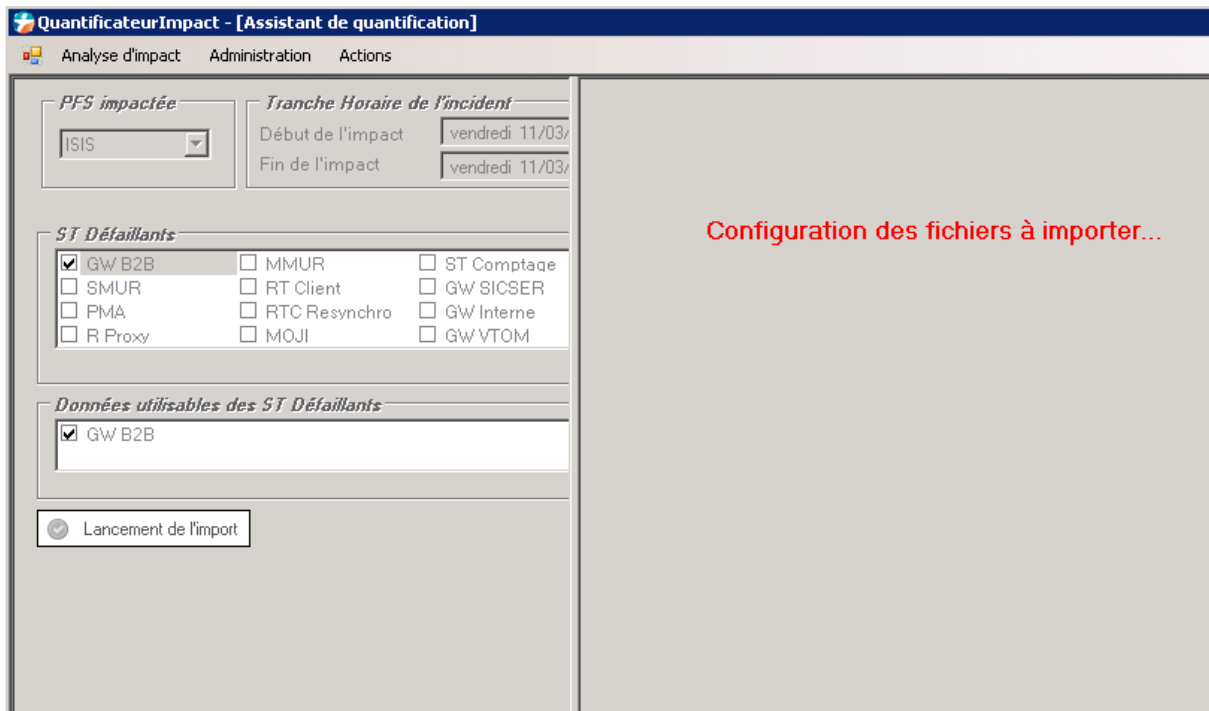 QuantificateurImpact - [Assistant de quantification]
Analyse d'impact Administration Actions
PFS impactée
ISIS
Tranche Horaire de l'incident
Début de l'impact vendredi 11/03/
Fin de l'impact vendredi 11/03/
Configuration des fichiers à importer...
ST Défaillants
GW B2B MMUR ST Comptage
SMUR RT Client GW SICSER
PMA RTC Resynchro GW Interne
R Proxy MOJI GW VTOM
Données utilisables des ST Défaillants
GW B2B
Lancement de l'import